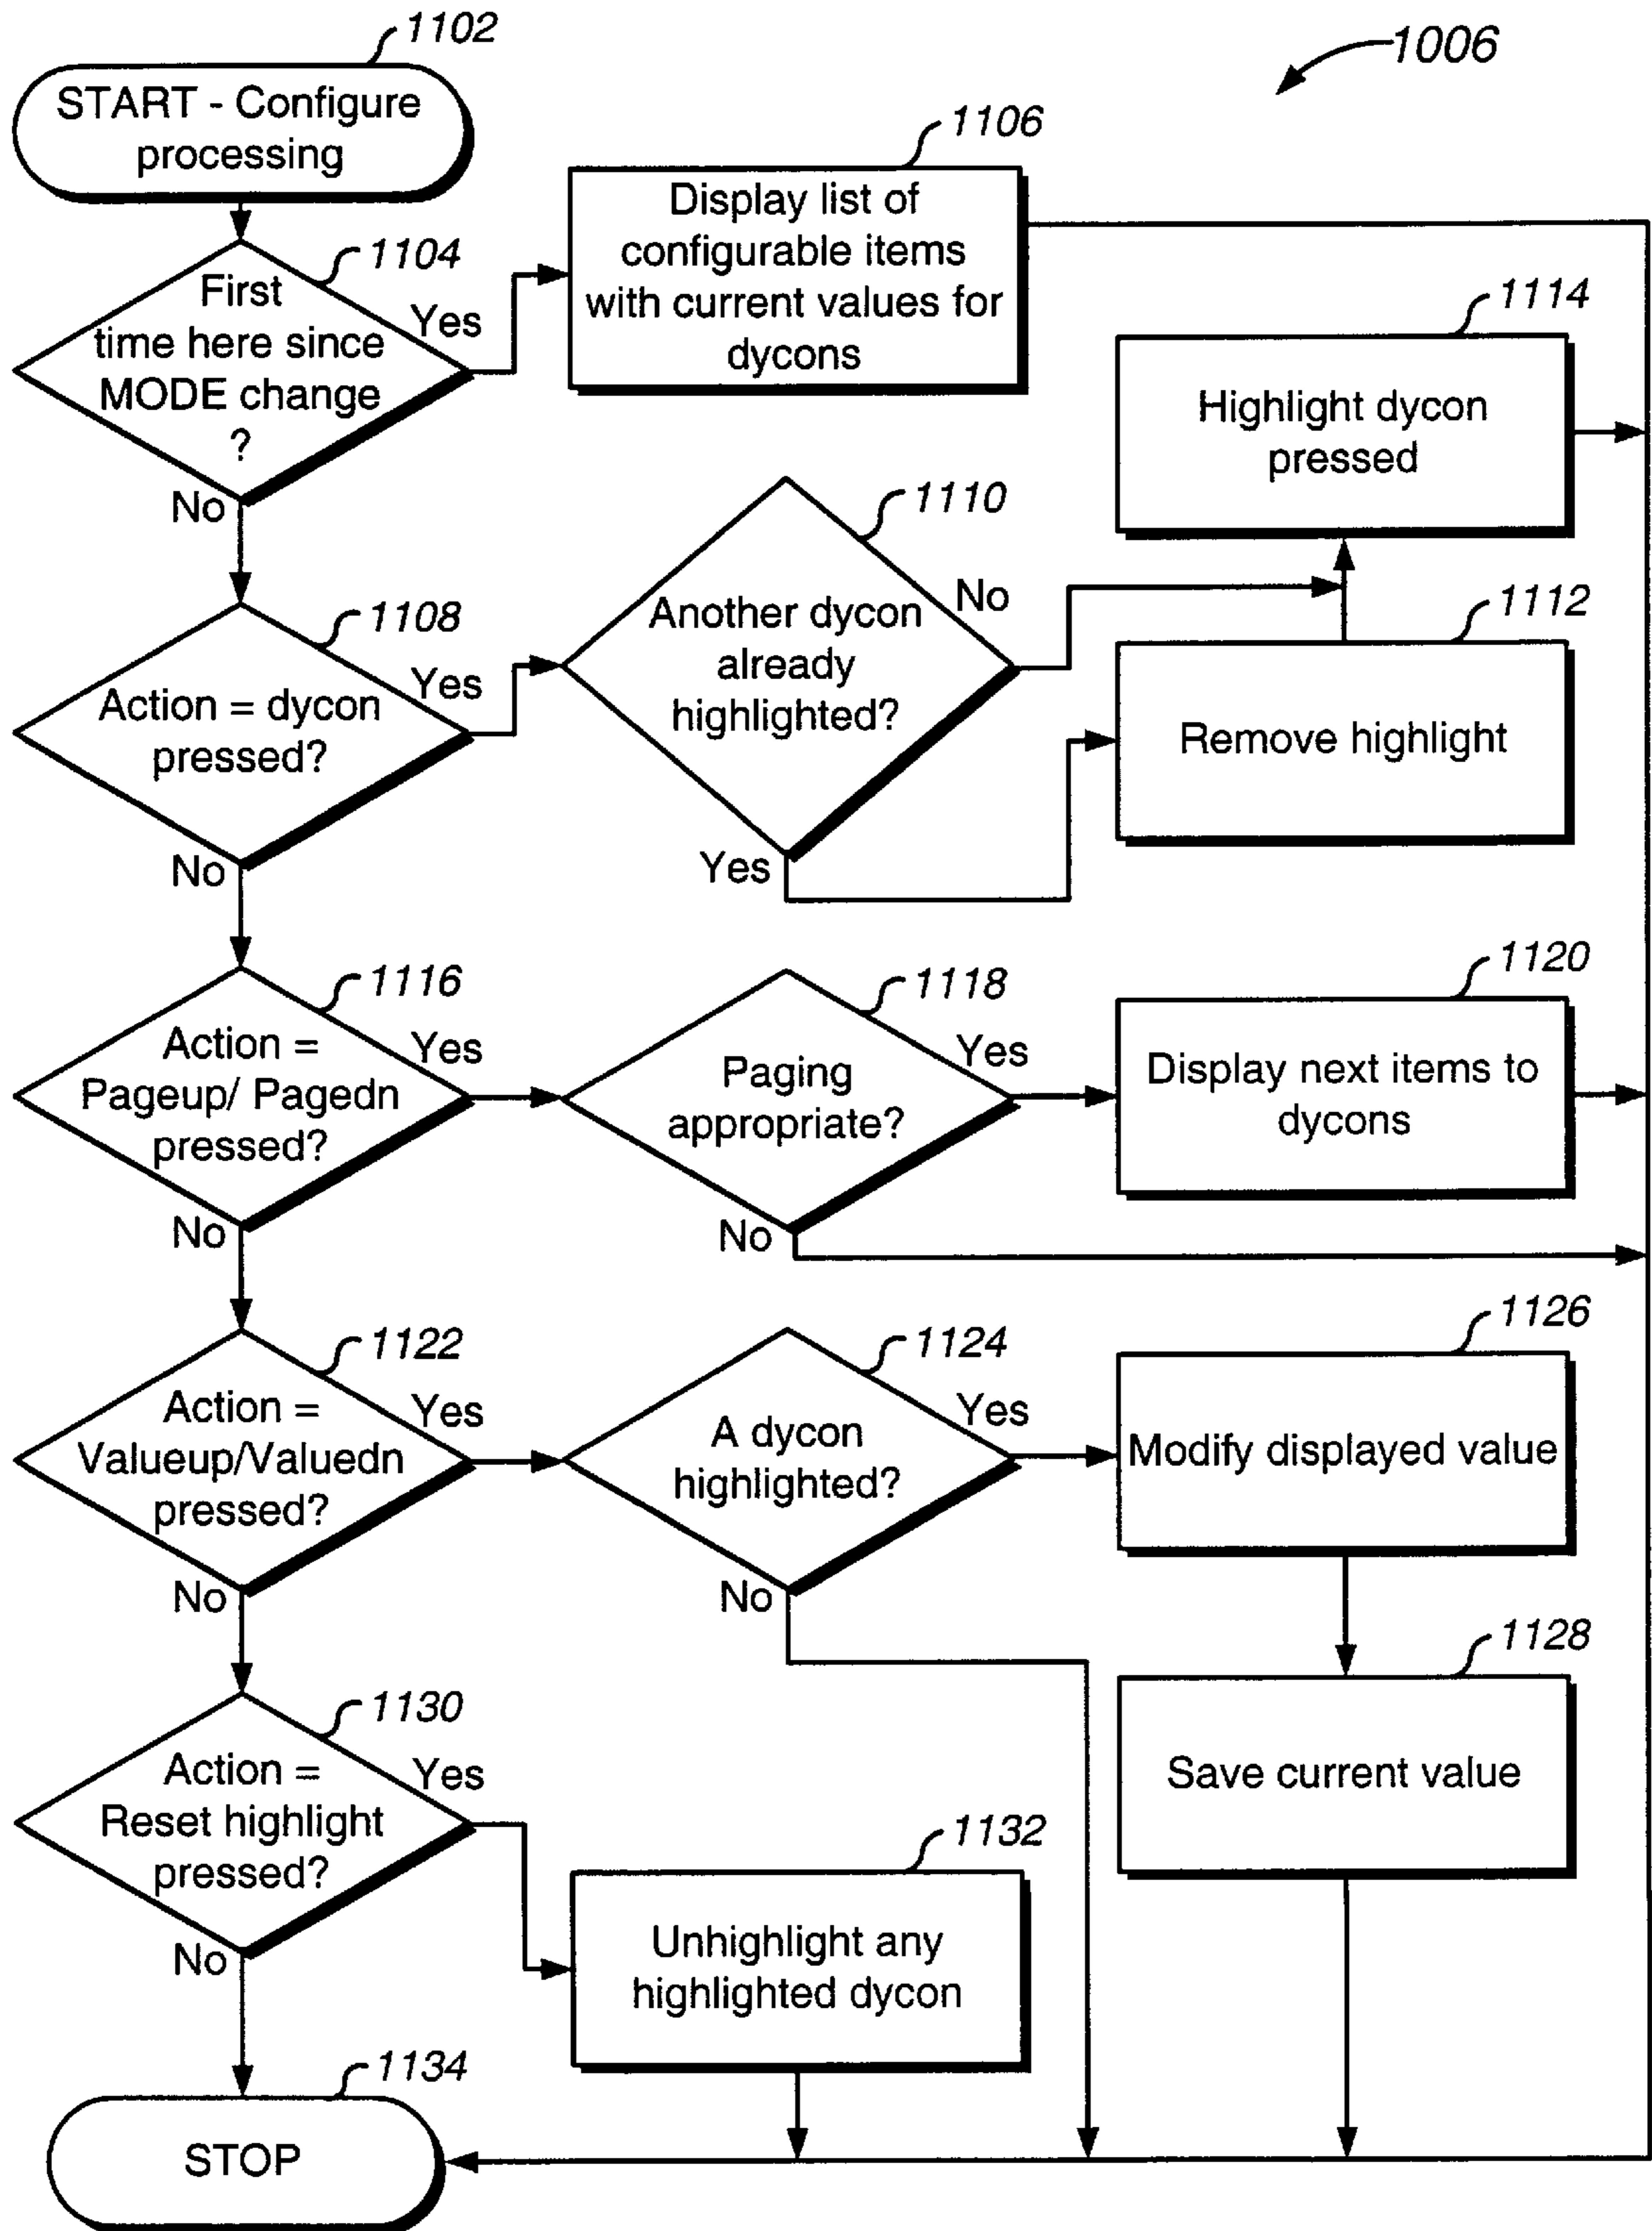 1102
1006
START - Configure
processing
1106
Display list of
configurable items
with current values for
dycons
1104
First
time here since
MODE change
?
Yes
No
1114
Highlight dycon
pressed
1110
Another dycon
already
highlighted?
No
Yes
1112
Remove highlight
1108
Action = dycon
pressed?
Yes
No
1116
Action =
Pageup/ Pagedn
pressed?
Yes
No
1118
Paging
appropriate?
Yes
No
1120
Display next items to
dycons
1122
Action =
Valueup/Valuedn
pressed?
Yes
No
1124
A dycon
highlighted?
Yes
No
1126
Modify displayed value
1128
Save current value
1130
Action =
Reset highlight
pressed?
Yes
No
1132
Unhighlight any
highlighted dycon
1134
STOP